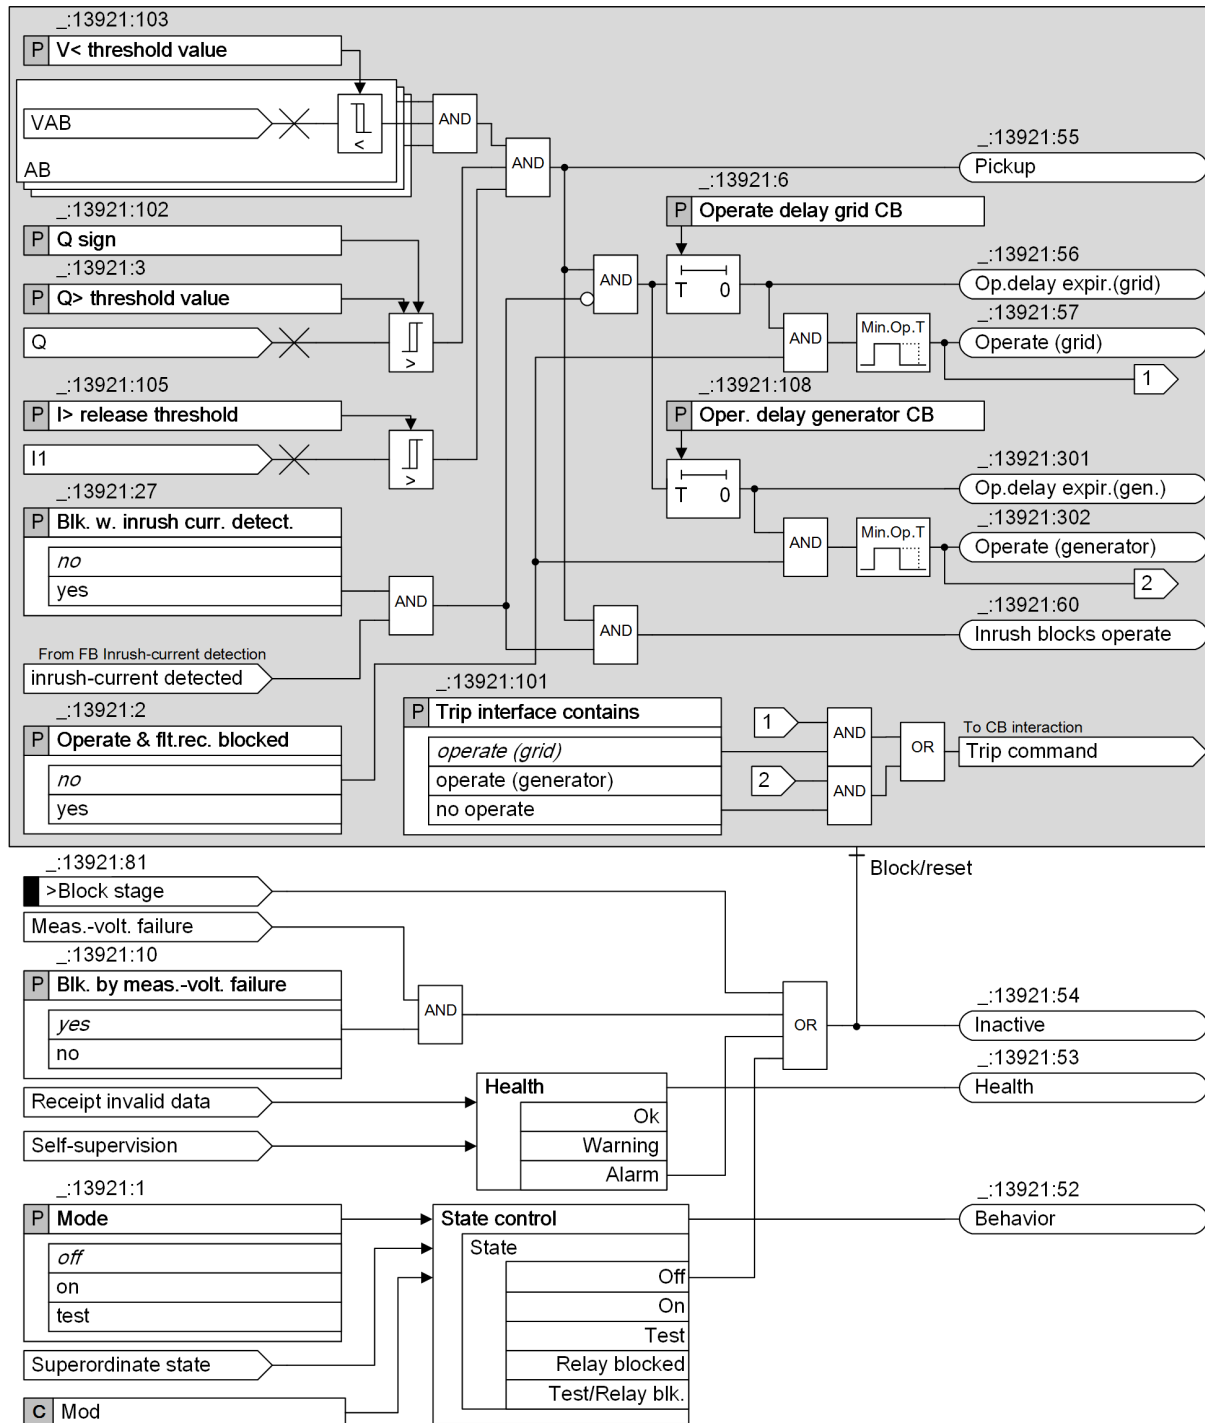 _:13921:103
P V< threshold value
VAB
<
AND
AB
AND
_:13921:55
Pickup
_:13921:102
P Q sign
_:13921:6
P Operate delay grid CB
_:13921:3
P Q> threshold value
AND
T 0
_:13921:56
Op.delay expir.(grid)
Q
>
_:13921:57
AND
Min.Op.T
Operate (grid)
1
_:13921:105
P I> release threshold
_:13921:108
P Oper. delay generator CB
I1
>
T 0
_:13921:301
Op.delay expir.(gen.)
_:13921:27
P Blk. w. inrush curr. detect.
no
yes
_:13921:302
AND
Min.Op.T
Operate (generator)
2
AND
_:13921:60
AND
Inrush blocks operate
From FB Inrush-current detection
inrush-current detected
_:13921:101
P Trip interface contains
operate (grid)
operate (generator)
no operate
_:13921:2
P Operate & flt.rec. blocked
no
yes
1
AND
2
AND
OR
To CB interaction
Trip command
_:13921:81
>Block stage
Block/reset
Meas.-volt. failure
_:13921:10
P Blk. by meas.-volt. failure
yes
no
AND
OR
_:13921:54
Inactive
_:13921:53
Health
Receipt invalid data
Self-supervision
Health
Ok
Warning
Alarm
_:13921:1
P Mode
off
on
test
State control
State
Off
On
Test
Relay blocked
Test/Relay blk.
_:13921:52
Behavior
Superordinate state
C Mod